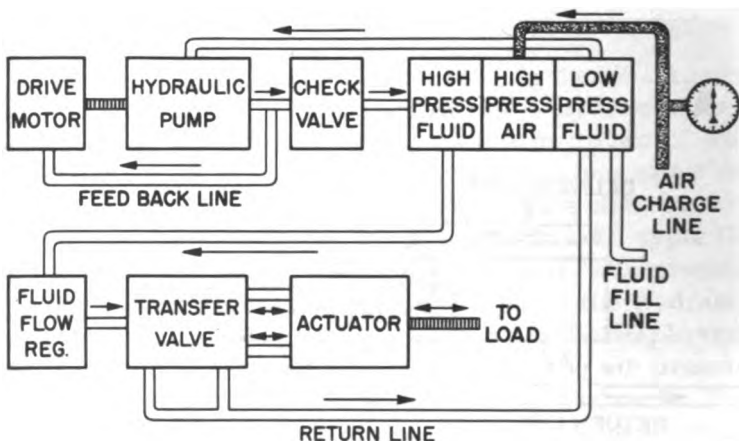 DRIVE
MOTOR
HYDRAULIC
PUMP
CHECK
VALVE
HIGH
PRESS
FLUID
HIGH
PRESS
AIR
LOW
PRESS
FLUID
FEED BACK LINE
AIR
CHARGE
LINE
FLUID
FILL
LINE
FLUID
FLOW
REG.
TRANSFER
VALVE
ACTUATOR
TO
LOAD
RETURN LINE